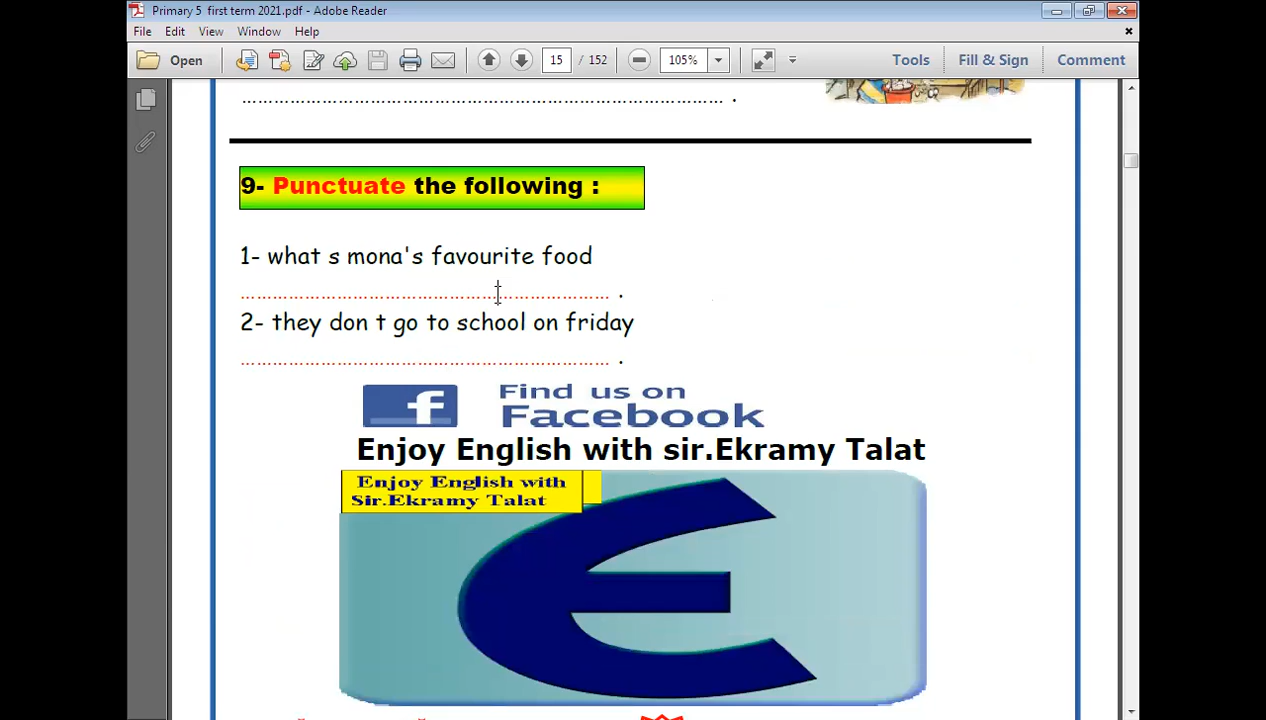 Primary 5 first term 2021.pdf - Adobe Reader
File Edit View Window Help
Open 15 / 152 105% Tools Fill & Sign Comment
……………………………………………………………………………… .
9- Punctuate the following :
1- what s mona's favourite food
…………………………………………………………… .
2- they don t go to school on friday
…………………………………………………………… .
f Find us on
Facebook
Enjoy English with sir.Ekramy Talat
Enjoy English with
Sir.Ekramy Talat
E